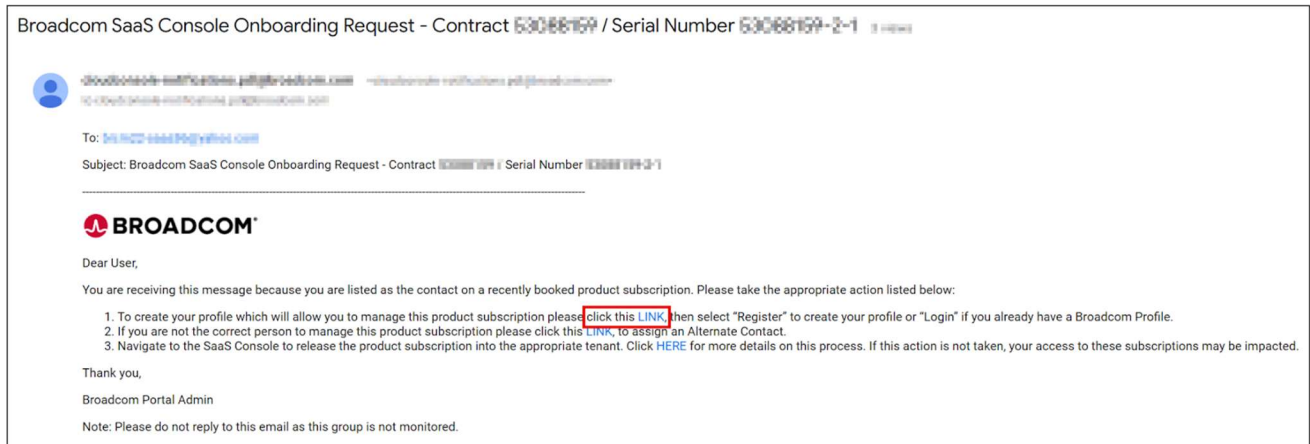 Broadcom SaaS Console Onboarding Request - Contract / Serial Number
To:
Subject: Broadcom SaaS Console Onboarding Request - Contract / Serial Number
BROADCOM®
Dear User,
You are receiving this message because you are listed as the contact on a recently booked product subscription. Please take the appropriate action listed below:
1. To create your profile which will allow you to manage this product subscription please click this LINK, then select “Register” to create your profile or “Login” if you already have a Broadcom Profile.
2. If you are not the correct person to manage this product subscription please click this LINK, to assign an Alternate Contact.
3. Navigate to the SaaS Console to release the product subscription into the appropriate tenant. Click HERE for more details on this process. If this action is not taken, your access to these subscriptions may be impacted.
Thank you,
Broadcom Portal Admin
Note: Please do not reply to this email as this group is not monitored.